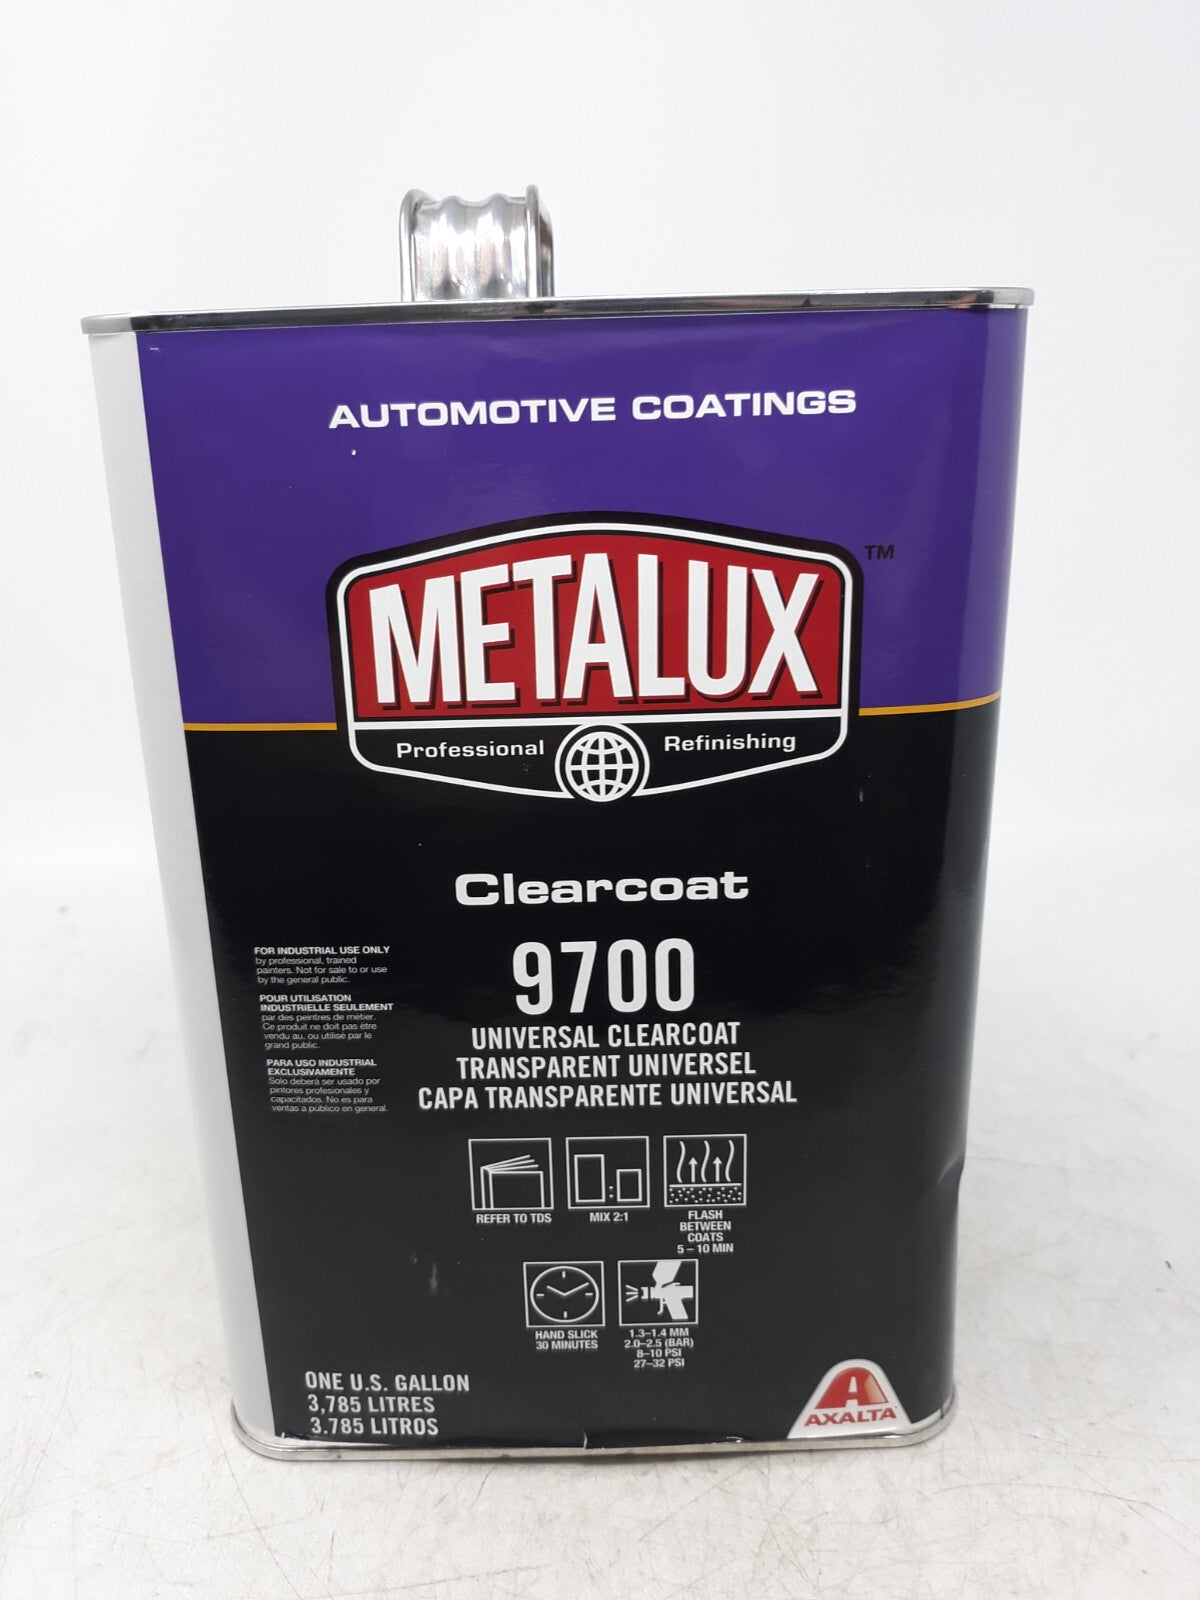 AUTOMOTIVE COATINGS
METALUX
TM
Professional Refinishing
Clearcoat
9700
UNIVERSAL CLEARCOAT
TRANSPARENT UNIVERSEL
CAPA TRANSPARENTE UNIVERSAL
FOR INDUSTRIAL USE ONLY
by professional, trained
painters. Not for sale to or use
by the general public.
POUR UTILISATION
INDUSTRIELLE SEULEMENT
par des peintres de métier.
Ce produit ne doit pas être
vendu au, ou utilisé par le
grand public.
PARA USO INDUSTRIAL
EXCLUSIVAMENTE
Solo deberá ser usado por
pintores profesionales y
capacitados. No es para
ventas a público en general.
REFER TO TDS
MIX 2:1
FLASH
BETWEEN
COATS
5 – 10 MIN
HAND SLICK
30 MINUTES
1.3–1.4 MM
2.0–2.5 (BAR)
8–10 PSI
27–32 PSI
ONE U.S. GALLON
3,785 LITRES
3.785 LITROS
AXALTA